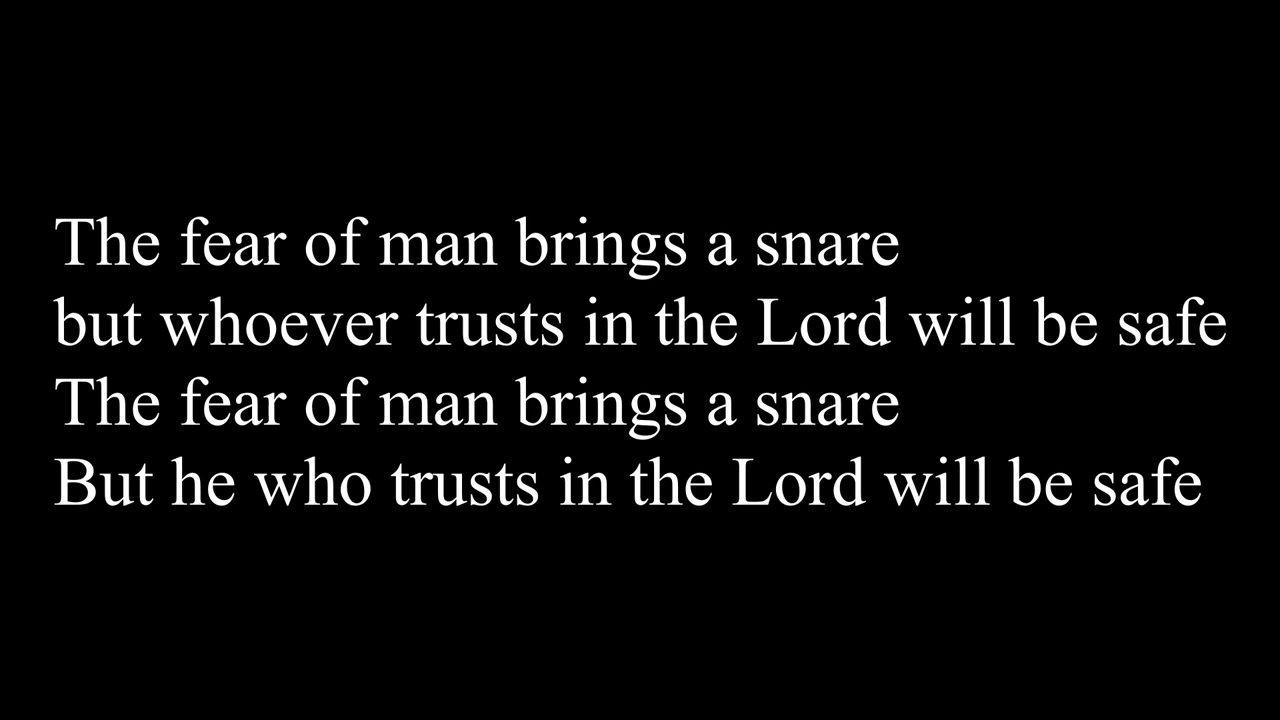 The fear of man brings a snare
but whoever trusts in the Lord will be safe
The fear of man brings a snare
But he who trusts in the Lord will be safe